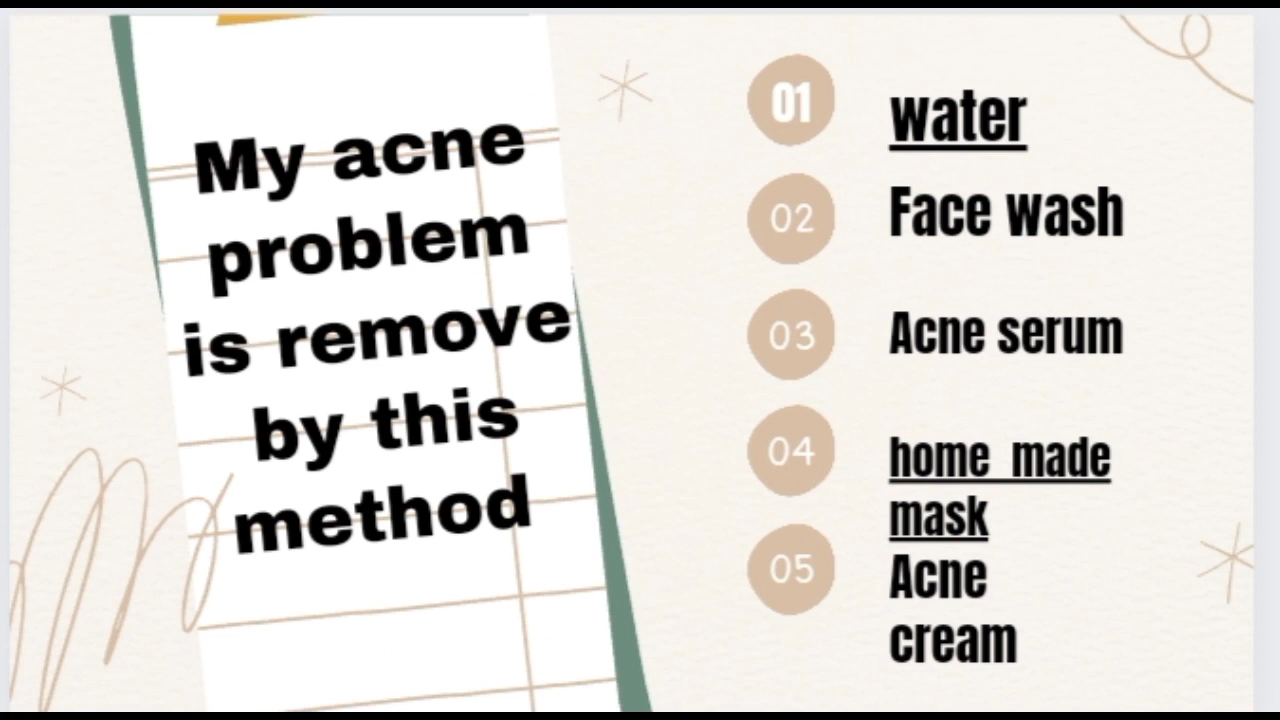 My acne
problem
is remove
by this
method
01 water
02 Face wash
03 Acne serum
04 home made
mask
05 Acne
cream